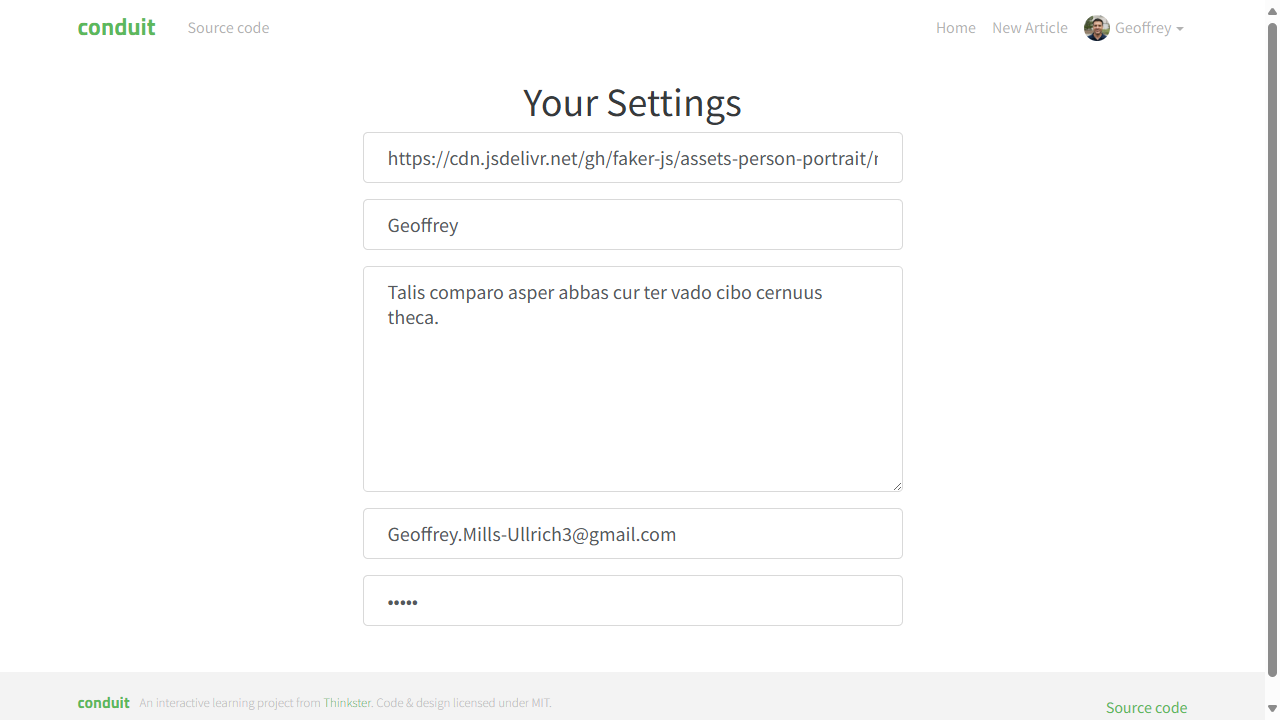 conduit
Source code
Home
New Article
Geoffrey
Your Settings
https://cdn.jsdelivr.net/gh/faker-js/assets-person-portrait/
Geoffrey
Talis comparo asper abbas cur ter vado cibo cernuus
theca.
Geoffrey.Mills-Ullrich3@gmail.com
•••••
conduit
An interactive learning project from Thinkster. Code & design licensed under MIT.
Source code